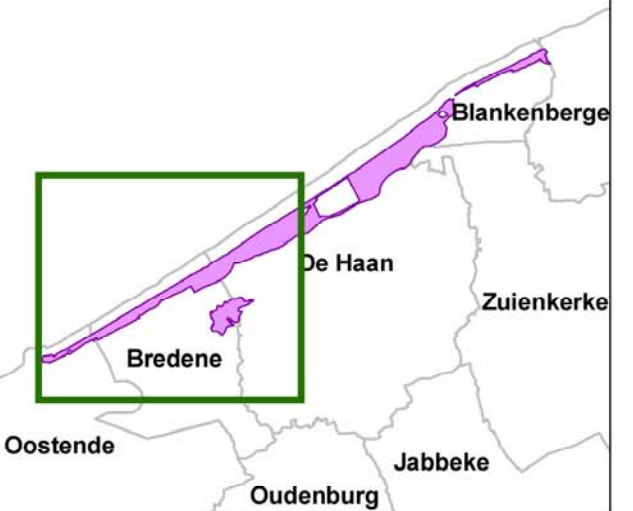 Blankenberge
De Haan
Zuienkerke
Bredene
Oostende
Jabbeke
Oudenburg